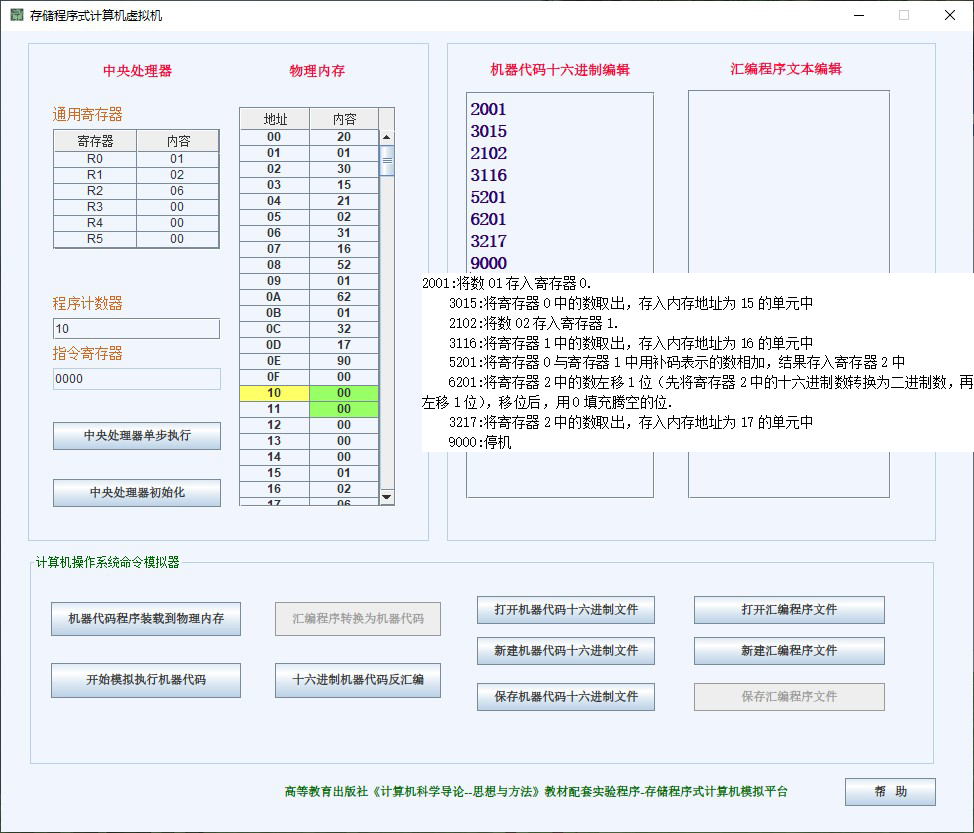 存储程序式计算机虚拟机
中央处理器
物理内存
通用寄存器
寄存器 内容
R0 01
R1 02
R2 06
R3 00
R4 00
R5 00
程序计数器
10
指令寄存器
0000
中央处理器单步执行
中央处理器初始化
地址 内容
00 20
01 01
02 30
03 15
04 21
05 02
06 31
07 16
08 52
09 01
0A 62
0B 01
0C 32
0D 17
0E 90
0F 00
10 00
11 00
12 00
13 00
14 00
15 01
16 02
17 06
机器代码十六进制编辑
2001
3015
2102
3116
5201
6201
3217
9000
汇编程序文本编辑
2001:将数 01 存入寄存器 0.
3015:将寄存器 0 中的数取出，存入内存地址为 15 的单元中
2102:将数 02 存入寄存器 1.
3116:将寄存器 1 中的数取出，存入内存地址为 16 的单元中
5201:将寄存器 0 与寄存器 1 中用补码表示的数相加，结果存入寄存器 2 中
6201:将寄存器 2 中的数左移 1 位（先将寄存器 2 中的十六进制数转换为二进制数，再
左移 1 位），移位后，用 0 填充腾空的位.
3217:将寄存器 2 中的数取出，存入内存地址为 17 的单元中
9000:停机
计算机操作系统命令模拟器
机器代码程序装载到物理内存
汇编程序转换为机器代码
打开机器代码十六进制文件
打开汇编程序文件
新建机器代码十六进制文件
新建汇编程序文件
开始模拟执行机器代码
十六进制机器代码反汇编
保存机器代码十六进制文件
保存汇编程序文件
高等教育出版社《计算机科学导论--思想与方法》教材配套实验程序-存储程序式计算机模拟平台
帮 助